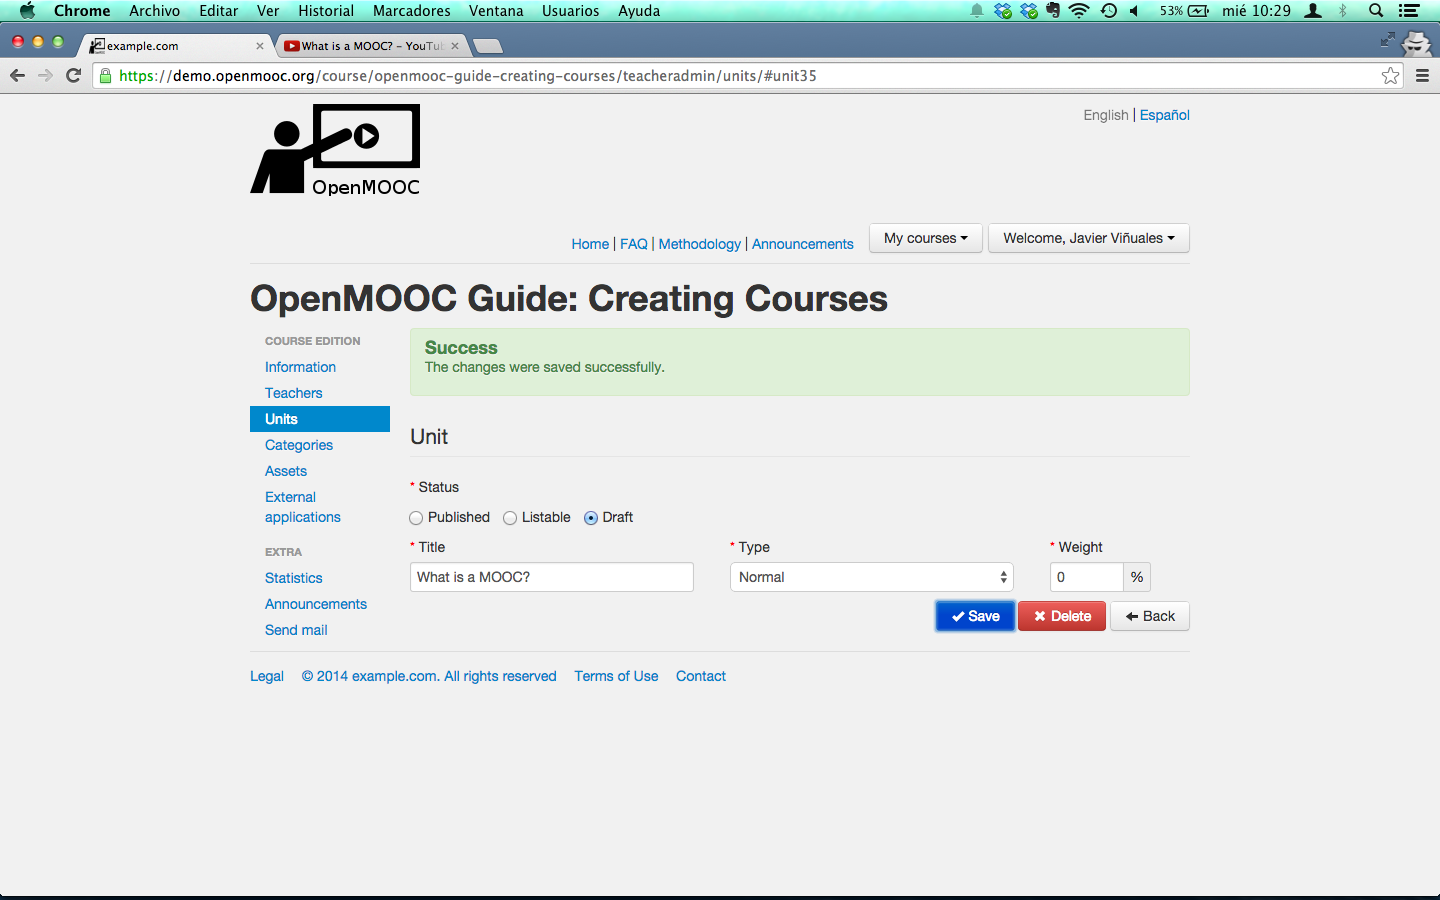 Chrome Archivo Editar Ver Historial Marcadores Ventana Usuarios Ayuda 53% mié 10:29
example.com What is a MOOC? - YouTub
https://demo.openmooc.org/course/openmooc-guide-creating-courses/teacheradmin/units/#unit35
English | Español
OpenMOOC
Home | FAQ | Methodology | Announcements My courses Welcome, Javier Viñuales
OpenMOOC Guide: Creating Courses
COURSE EDITION
Information
Teachers
Units
Categories
Assets
External
applications
EXTRA
Statistics
Announcements
Send mail
Success
The changes were saved successfully.
Unit
* Status
Published Listable Draft
* Title * Type * Weight
What is a MOOC? Normal 0 %
Save Delete Back
Legal © 2014 example.com. All rights reserved Terms of Use Contact